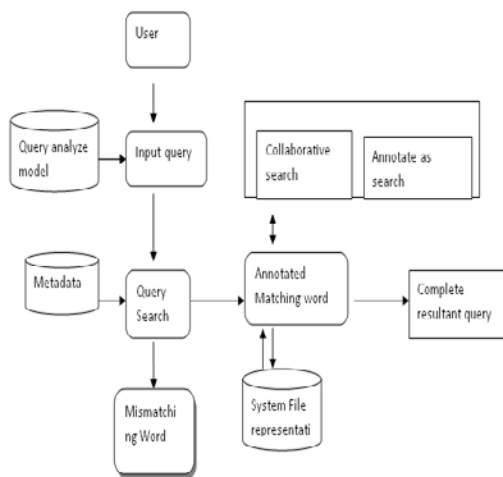 User
Query analyze
model
Input query
Collaborative
search
Annotate as
search
Metadata
Query
Search
Annotated
Matching word
Complete
resultant query
Mismatchi
ng Word
System File
representati